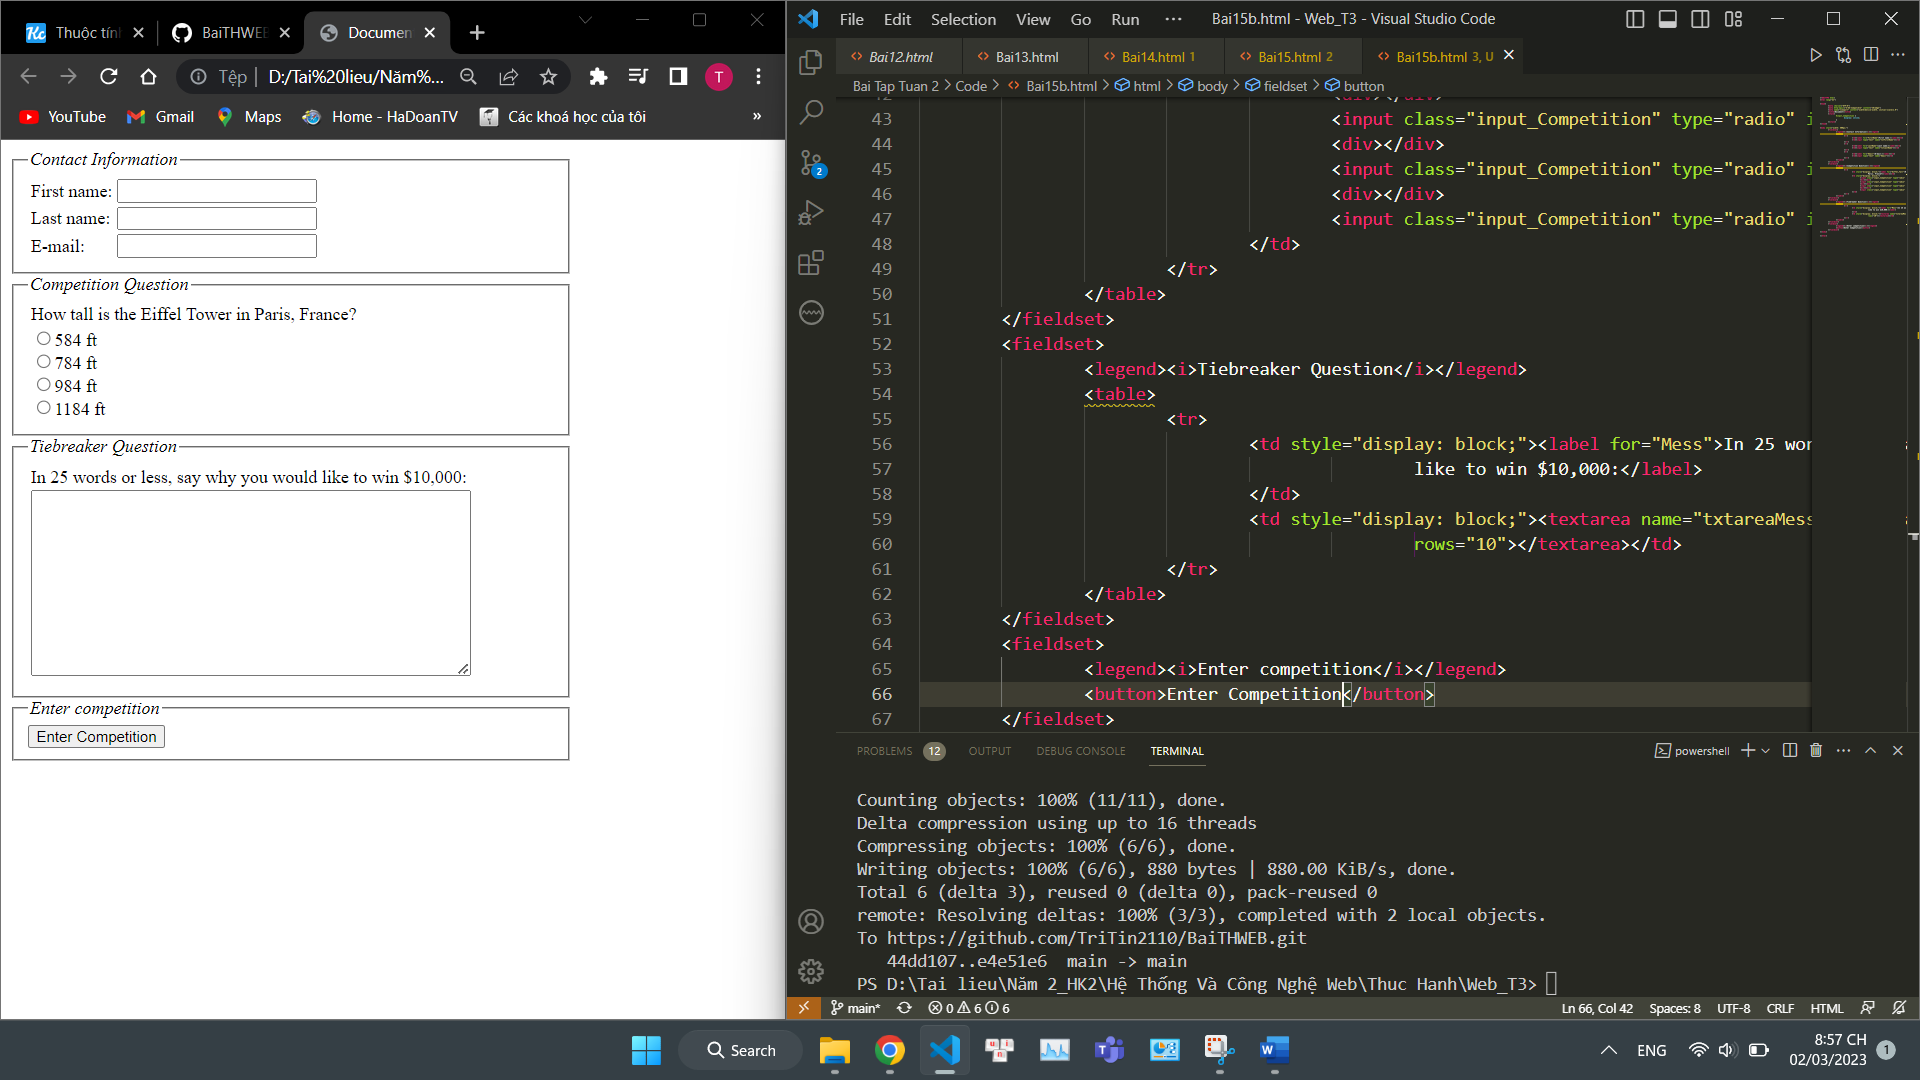 Thuộc tín
BaiTHWEB
Documen
Tệp
D:/Tai%20lieu/Năm%...
T
YouTube
Gmail
Maps
Home - HaDoanTV
Các khoá học của tôi
»
Contact Information
First name:
Last name:
E-mail:
Competition Question
How tall is the Eiffel Tower in Paris, France?
584 ft
784 ft
984 ft
1184 ft
Tiebreaker Question
In 25 words or less, say why you would like to win $10,000:
Enter competition
Enter Competition
File Edit Selection View Go Run ···
Bai15b.html - Web_T3 - Visual Studio Code
Bai12.html
Bai13.html
Bai14.html 1
Bai15.html 2
Bai15b.html 3, U
Bai Tap Tuan 2 > Code > Bai15b.html > html > body > fieldset > button
2
42 <div></div>
43 <input class="input_Competition" type="radio" i
44 <div></div>
45 <input class="input_Competition" type="radio" i
46 <div></div>
47 <input class="input_Competition" type="radio" i
48 </td>
49 </tr>
50 </table>
51 </fieldset>
52 <fieldset>
53 <legend><i>Tiebreaker Question</i></legend>
54 <table>
55 <tr>
56 <td style="display: block;"><label for="Mess">In 25 wor
57 like to win $10,000:</label>
58 </td>
59 <td style="display: block;"><textarea name="txtareaMess
60 rows="10"></textarea></td>
61 </tr>
62 </table>
63 </fieldset>
64 <fieldset>
65 <legend><i>Enter competition</i></legend>
66 <button>Enter Competition</button>
67 </fieldset>
PROBLEMS 12 OUTPUT DEBUG CONSOLE TERMINAL
powershell
Counting objects: 100% (11/11), done.
Delta compression using up to 16 threads
Compressing objects: 100% (6/6), done.
Writing objects: 100% (6/6), 880 bytes | 880.00 KiB/s, done.
Total 6 (delta 3), reused 0 (delta 0), pack-reused 0
remote: Resolving deltas: 100% (3/3), completed with 2 local objects.
To https://github.com/TriTin2110/BaiTHWEB.git
44dd107..e4e51e6 main -> main
PS D:\Tai lieu\Năm 2_HK2\Hệ Thống Và Công Nghệ Web\Thuc Hanh\Web_T3>
main* 0 6 6
Ln 66, Col 42 Spaces: 8 UTF-8 CRLF HTML
Search
ENG
8:57 CH
02/03/2023
1